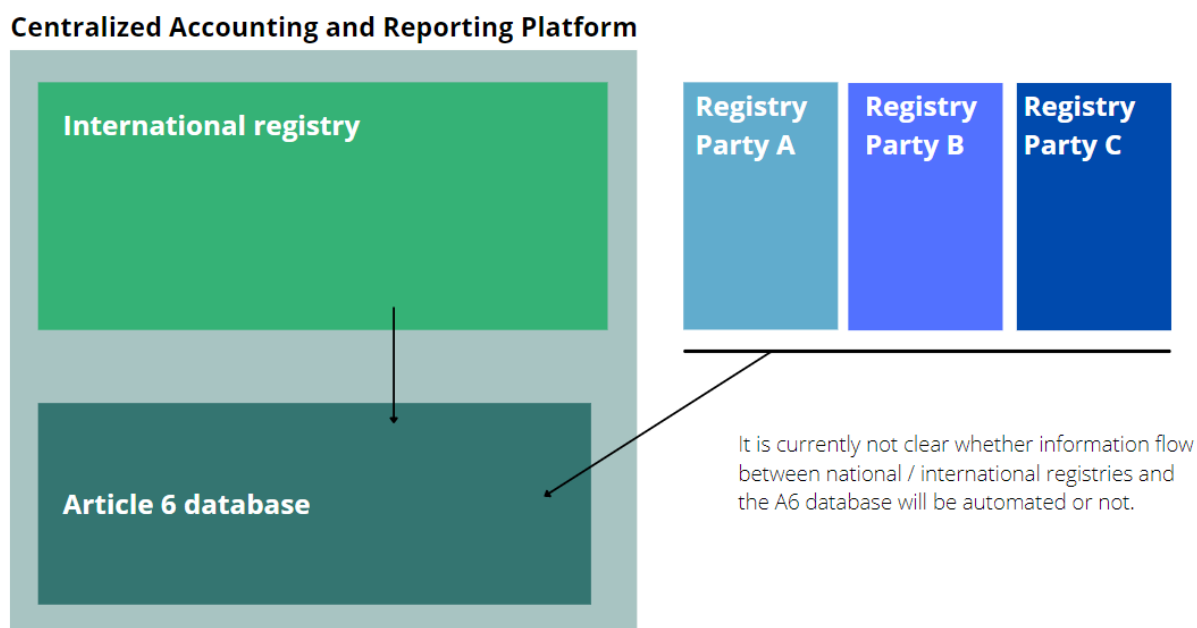 Centralized Accounting and Reporting Platform
International registry
Registry
Party A
Registry
Party B
Registry
Party C
Article 6 database
It is currently not clear whether information flow
between national / international registries and
the A6 database will be automated or not.